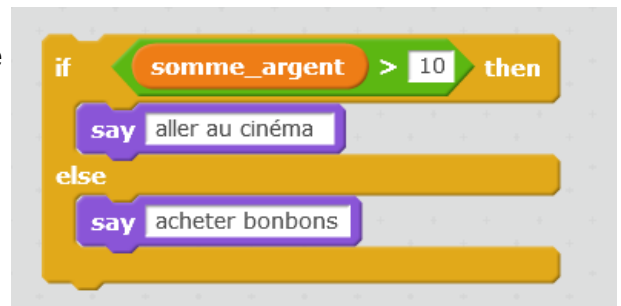 e
if somme_argent > 10 then
say aller au cinéma
else
say acheter bonbons